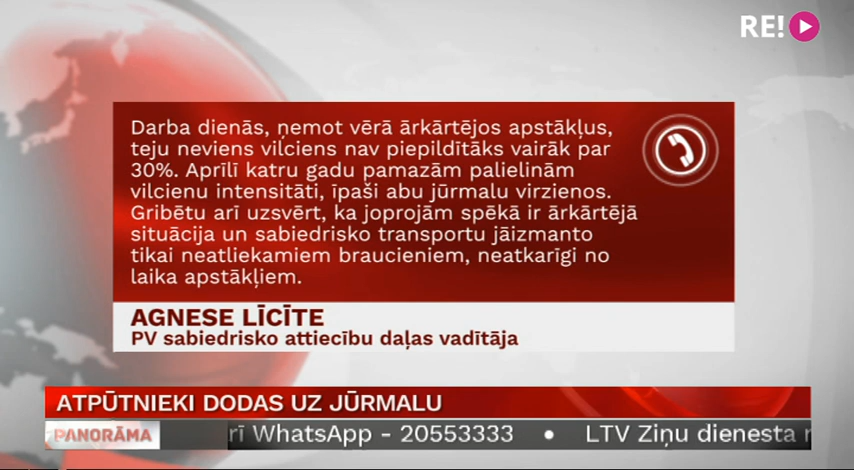 RE!
Darba dienās, ņemot vērā ārkārtējos apstākļus,
teju neviens vilciens nav piepildītāks vairāk par
30%. Aprīlī katru gadu pamazām palielinām
vilcienu intensitāti, īpaši abu jūrmalu virzienos.
Gribētu arī uzsvērt, ka joprojām spēkā ir ārkārtējā
situācija un sabiedrisko transportu jāizmanto
tikai neatliekamiem braucieniem, neatkarīgi no
laika apstākļiem.
AGNESE LĪCĪTE
PV sabiedrisko attiecību daļas vadītāja
ATPŪTNIEKI DODAS UZ JŪRMALU
PANORĀMA rī WhatsApp - 20553333 • LTV Ziņu dienesta